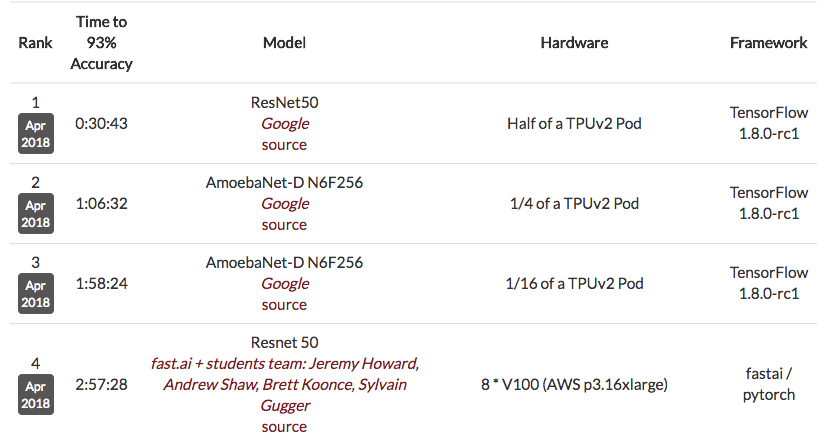 Rank Time to 93% Accuracy Model Hardware Framework
1 Apr 2018 0:30:43 ResNet50 Google source Half of a TPUv2 Pod TensorFlow 1.8.0-rc1
2 Apr 2018 1:06:32 AmoebaNet-D N6F256 Google source 1/4 of a TPUv2 Pod TensorFlow 1.8.0-rc1
3 Apr 2018 1:58:24 AmoebaNet-D N6F256 Google source 1/16 of a TPUv2 Pod TensorFlow 1.8.0-rc1
4 Apr 2018 2:57:28 Resnet 50 fast.ai + students team: Jeremy Howard, Andrew Shaw, Brett Koonce, Sylvain Gugger source 8 * V100 (AWS p3.16xlarge) fastai / pytorch